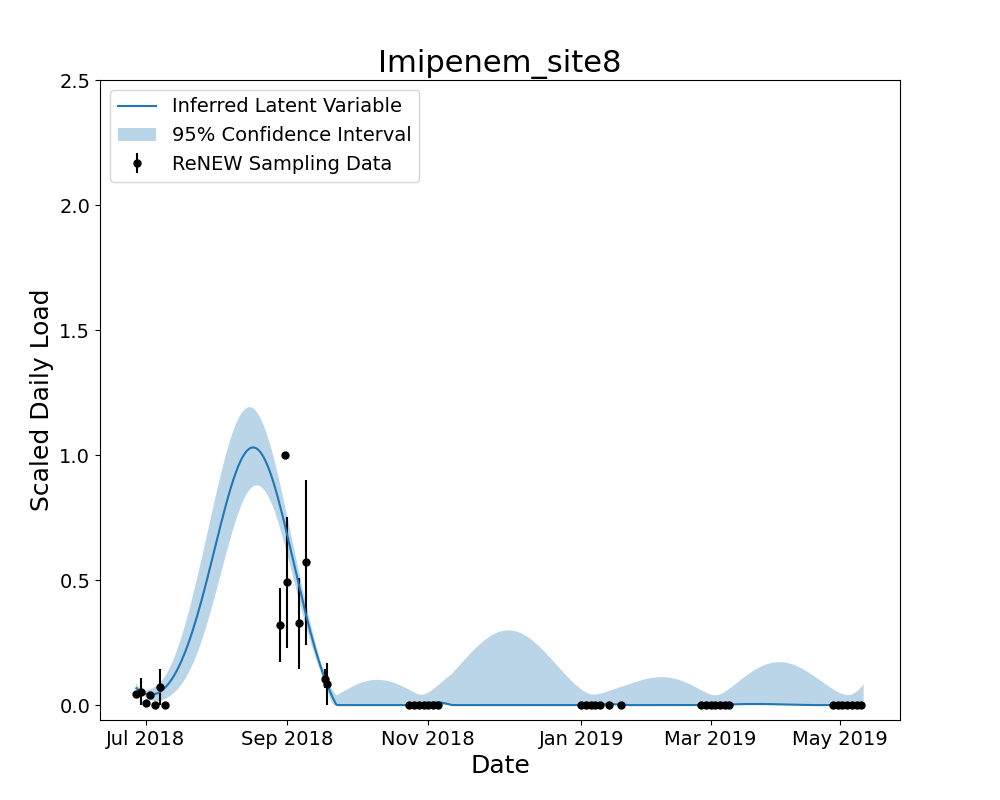 Imipenem_site8
2.5
2.0
1.5
1.0
0.5
0.0
Scaled Daily Load
Inferred Latent Variable
95% Confidence Interval
ReNEW Sampling Data
Jul 2018
Sep 2018
Nov 2018
Jan 2019
Mar 2019
May 2019
Date